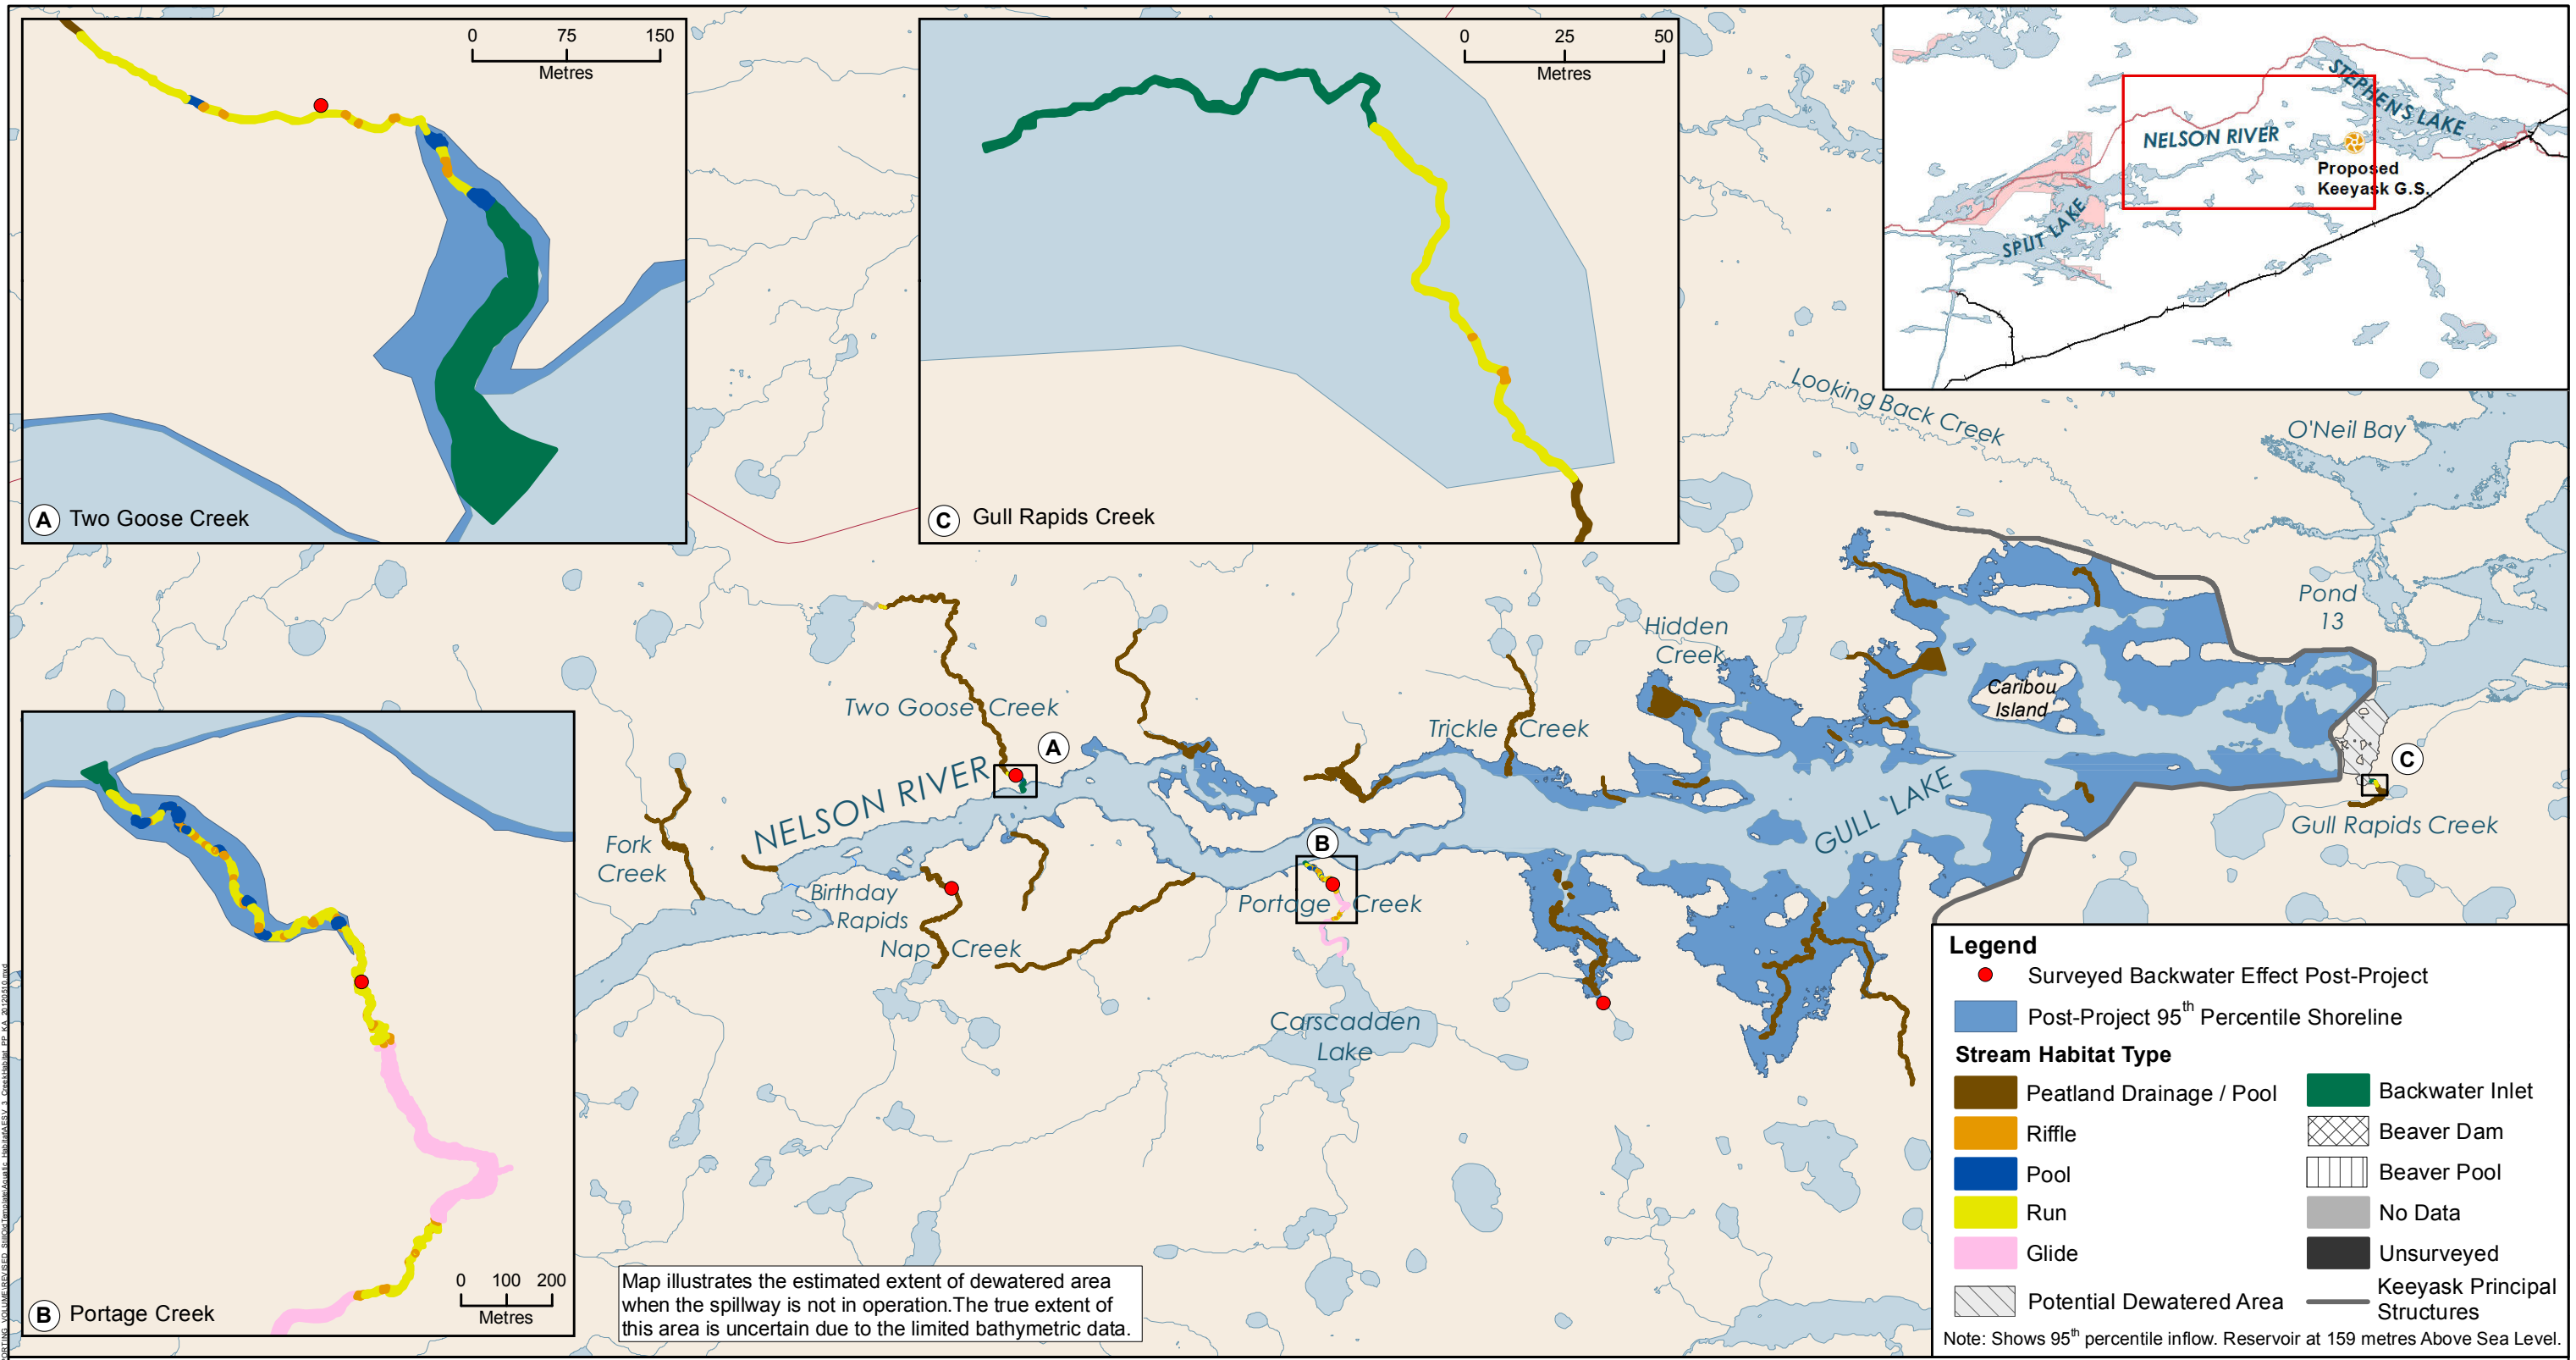 0 75 150
Metres
A Two Goose Creek
0 25 50
Metres
C Gull Rapids Creek
STEPHENS LAKE
NELSON RIVER
Proposed
Keeyask G.S.
SPLIT LAKE
Looking Back Creek
O'Neil Bay
Pond
13
Hidden
Creek
Caribou
Island
Two Goose Creek
A
Trickle Creek
NELSON RIVER
C
GULL LAKE
Gull Rapids Creek
Fork
Creek
B
Birthday
Rapids
Portage Creek
Nap Creek
Carscadden
Lake
0 100 200
Metres
B Portage Creek
Map illustrates the estimated extent of dewatered area
when the spillway is not in operation.The true extent of
this area is uncertain due to the limited bathymetric data.
Legend
Surveyed Backwater Effect Post-Project
Post-Project 95th Percentile Shoreline
Stream Habitat Type
Peatland Drainage / Pool
Riffle
Pool
Run
Glide
Potential Dewatered Area
Backwater Inlet
Beaver Dam
Beaver Pool
No Data
Unsurveyed
Keeyask Principal
Structures
Note: Shows 95th percentile inflow. Reservoir at 159 metres Above Sea Level.